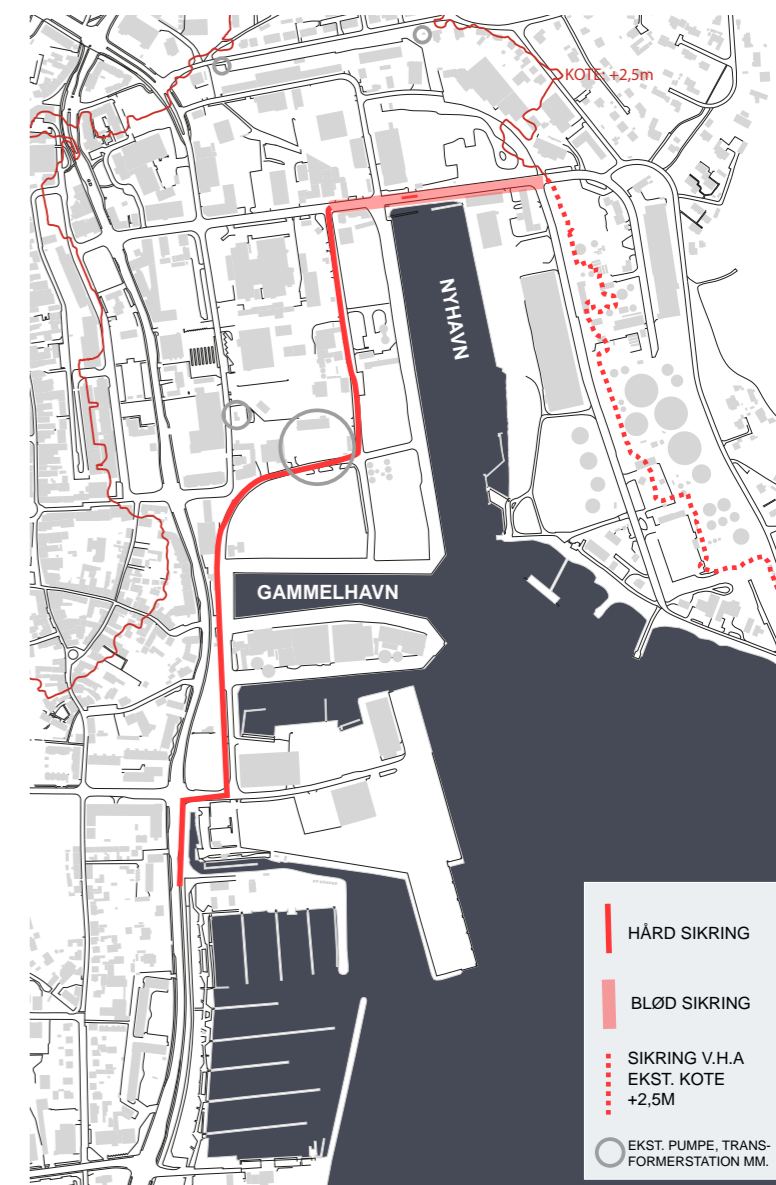 KOTE: +2,5m
NYHAVN
GAMMELHAVN
HÅRD SIKRING
BLØD SIKRING
SIKRING V.H.A
EKST. KOTE
+2,5M
EKST. PUMPE, TRANS-
FORMERSTATION MM.